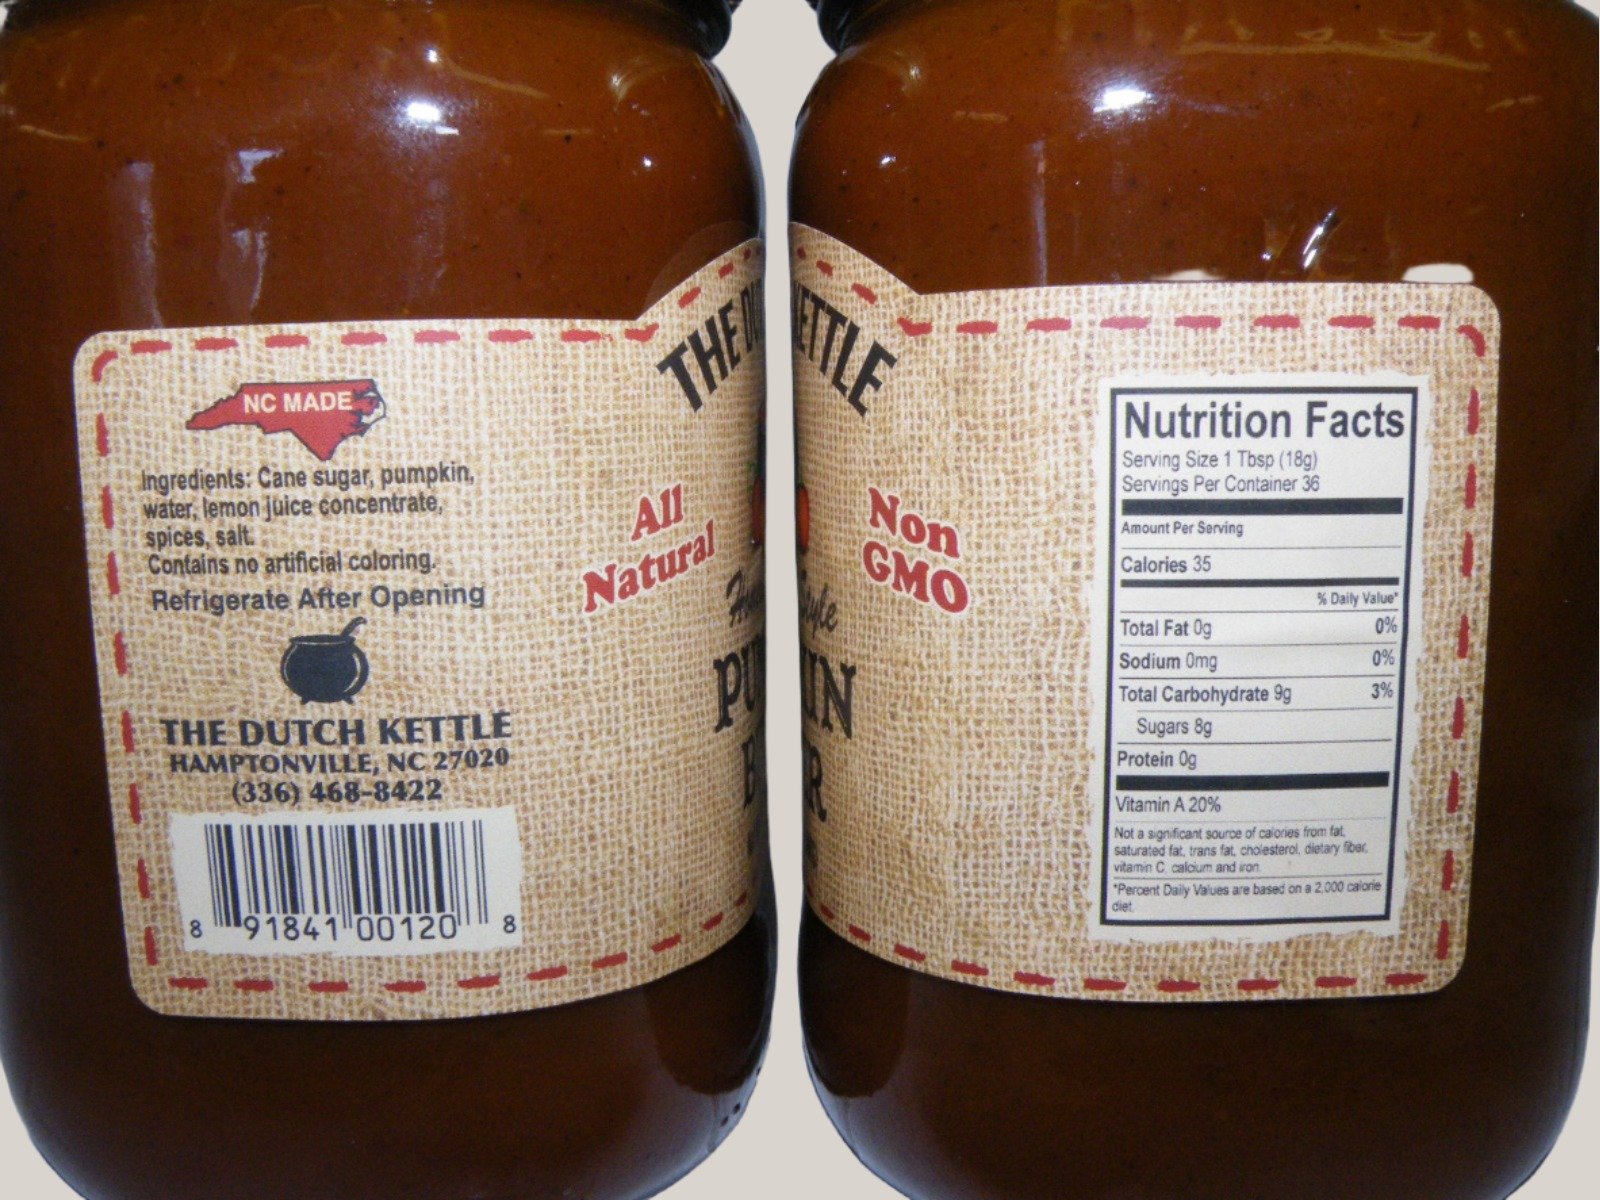 NC MADE
Ingredients: Cane sugar, pumpkin,
water, lemon juice concentrate,
spices, salt.
Contains no artificial coloring.
Refrigerate After Opening
THE DUTCH KETTLE
HAMPTONVILLE, NC 27020
(336) 468-8422
8 91841 00120 8
THE
All
Natural
ETTLE
Non
GMO
Nutrition Facts
Serving Size 1 Tbsp (18g)
Servings Per Container 36
Amount Per Serving
Calories 35
% Daily Value*
Total Fat 0g 0%
Sodium 0mg 0%
Total Carbohydrate 9g 3%
Sugars 8g
Protein 0g
Vitamin A 20%
Not a significant source of calories from fat,
saturated fat, trans fat, cholesterol, dietary fiber,
vitamin C, calcium and iron.
*Percent Daily Values are based on a 2,000 calorie
diet.